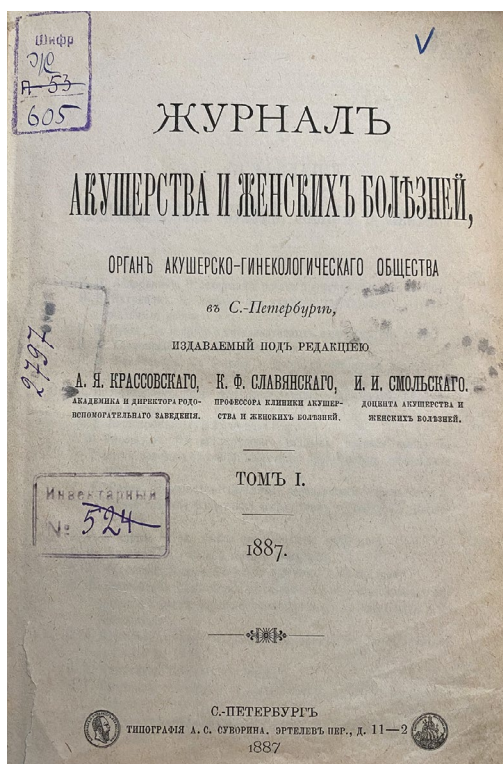 Шифр
Ж
А-53
605
ЖУРНАЛЪ
АКУШЕРСТВА И ЖЕНСКИХЪ БОЛѢЗНЕЙ,
ОРГАНЪ АКУШЕРСКО-ГИНЕКОЛОГИЧЕСКАГО ОБЩЕСТВА
въ С.-Петербургѣ,
ИЗДАВАЕМЫЙ ПОДЪ РЕДАКЦІЕЮ
А. Я. КРАССОВСКАГО, К. Ф. СЛАВЯНСКАГО, И. И. СМОЛЬСКАГО.
АКАДЕМИКА И ДИРЕКТОРА РОДО- ПРОФЕССОРА КЛИНИКИ АКУШЕР- ДОЦЕНТА АКУШЕРСТВА И
ВСПОМОГАТЕЛЬНАГО ЗАВЕДЕНІЯ. СТВА И ЖЕНСКИХЪ БОЛѢЗНЕЙ. ЖЕНСКИХЪ БОЛѢЗНЕЙ.
2797
ТОМЪ I.
Инвентарный
№ 524
1887.
С.-ПЕТЕРБУРГЪ
ТИПОГРАФІЯ А. С. СУВОРИНА. ЭРТЕЛЕВЪ ПЕР., Д. 11—2
1887